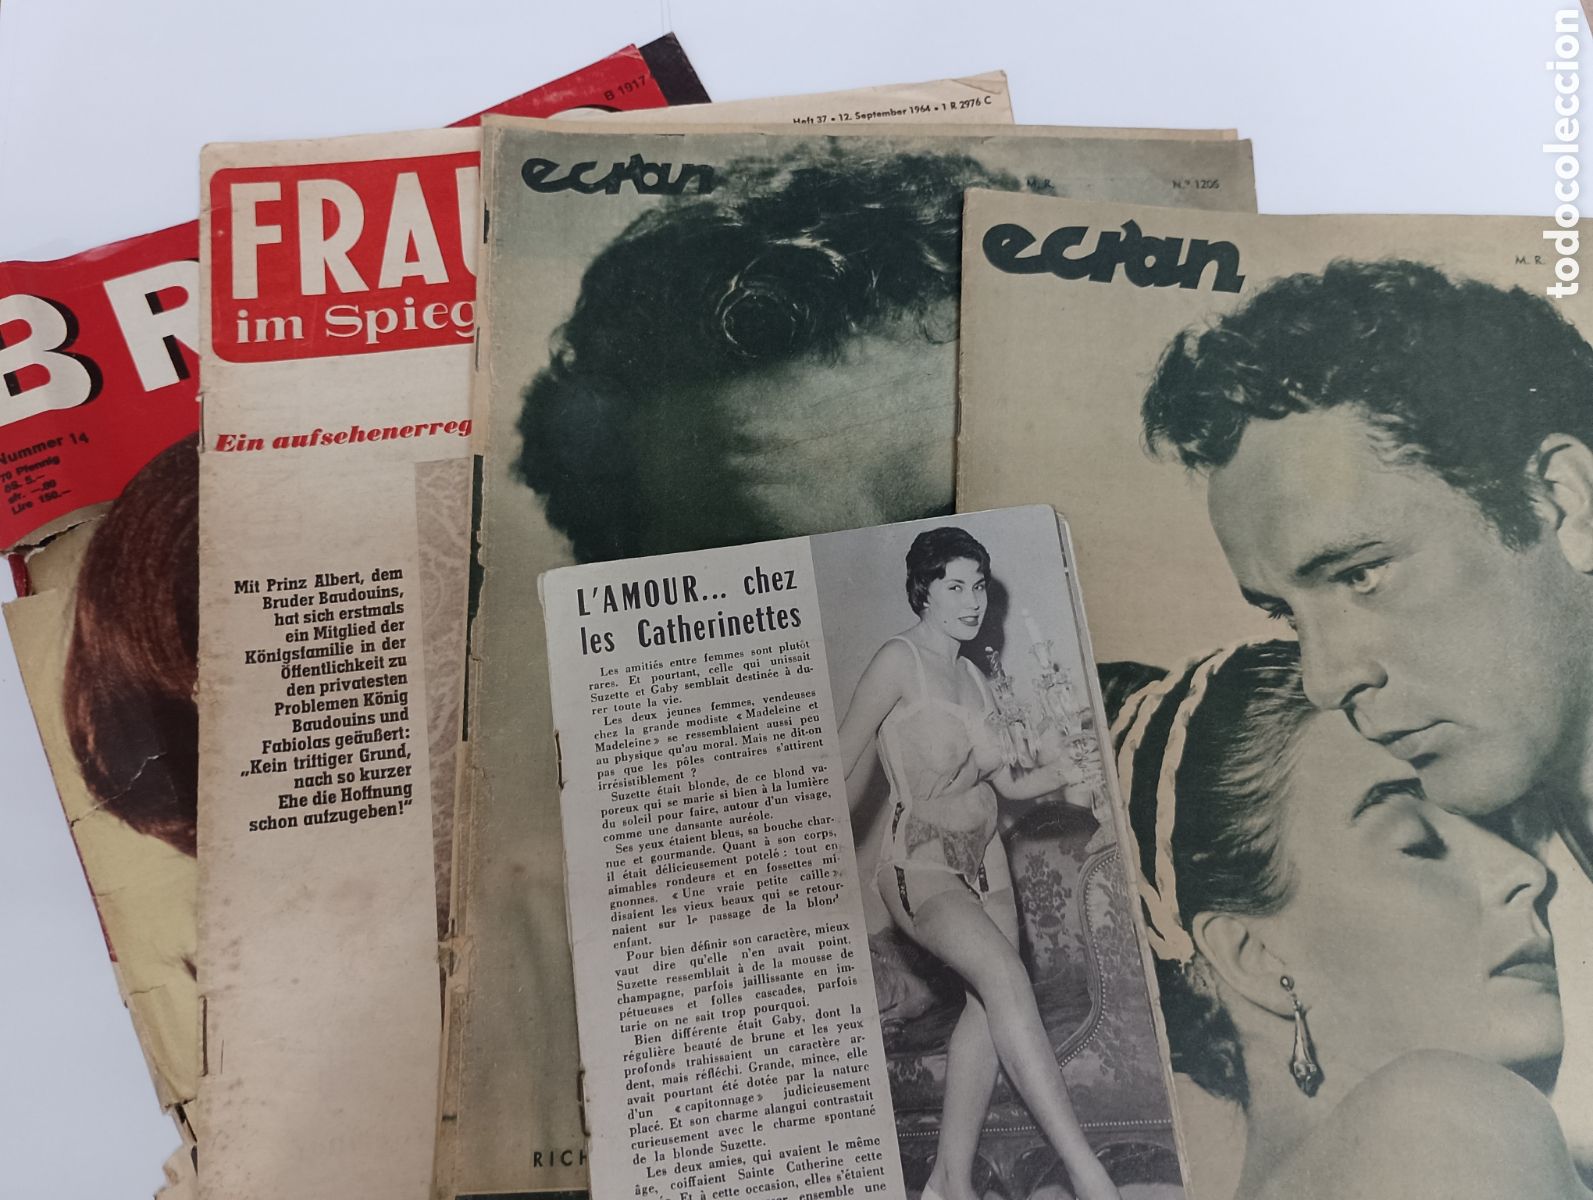 B 1917
BR
Nummer 14
70 Pfennig
öS. 5.—
sfr. —.80
Lire 150.—
Heft 37 • 12. September 1964 • 1 R 2976 C
FRAU
im Spieg
Ein aufsehenerreg
Mit Prinz Albert, dem
Bruder Baudouins,
hat sich erstmals
ein Mitglied der
Königsfamilie in der
Öffentlichkeit zu
den privatesten
Problemen König
Baudouins und
Fabiolas geäußert:
„Kein triftiger Grund,
nach so kurzer
Ehe die Hoffnung
schon aufzugeben!“
ecran
M. R.
N.º 1206
RICH
ecran
M. R.
L'AMOUR... chez
les Catherinettes
Les amitiés entre femmes sont plutôt
rares. Et pourtant, celle qui unissait
Suzette et Gaby semblait destinée à du-
rer toute la vie.
Les deux jeunes femmes, vendeuses
chez la grande modiste « Madeleine et
Madeleine » se ressemblaient aussi peu
au physique qu'au moral. Mais ne dit-on
pas que les pôles contraires s'attirent
irrésistiblement ?
Suzette était blonde, de ce blond va-
poreux qui se marie si bien à la lumière
du soleil pour faire, autour d'un visage,
comme une dansante auréole.
Ses yeux étaient bleus, sa bouche char-
nue et gourmande. Quant à son corps,
il était délicieusement potelé : tout en
aimables rondeurs et en fossettes mi-
gnonnes. « Une vraie petite caille »,
disaient les vieux beaux qui se retour-
naient sur le passage de la blond
enfant.
Pour bien définir son caractère, mieux
vaut dire qu'elle n'en avait point.
Suzette ressemblait à de la mousse de
champagne, parfois jaillissante en im-
pétueuses et folles cascades, parfois
tarie on ne sait trop pourquoi.
Bien différente était Gaby, dont la
régulière beauté de brune et les yeux
profonds trahissaient un caractère ar-
dent, mais réfléchi. Grande, mince, elle
avait pourtant été dotée par la nature
d'un « capitonnage » judicieusement
placé. Et son charme alangui contrastait
curieusement avec le charme spontané
de la blonde Suzette.
Les deux amies, qui avaient le même
âge, coiffaient Sainte Catherine cette
Et à cette occasion, elles s'étaient
ensemble une
todocoleccion